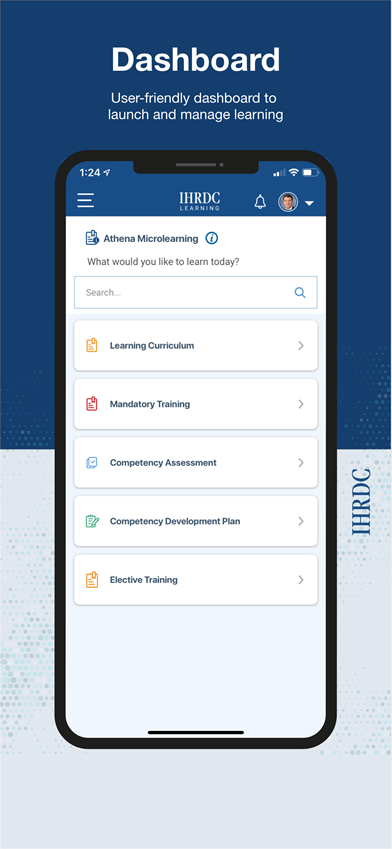 Dashboard
User-friendly dashboard to
launch and manage learning
1:24
IHRDC
LEARNING
Athena Microlearning
What would you like to learn today?
Search...
Learning Curriculum
Mandatory Training
Competency Assessment
IHRDC
Competency Development Plan
Elective Training